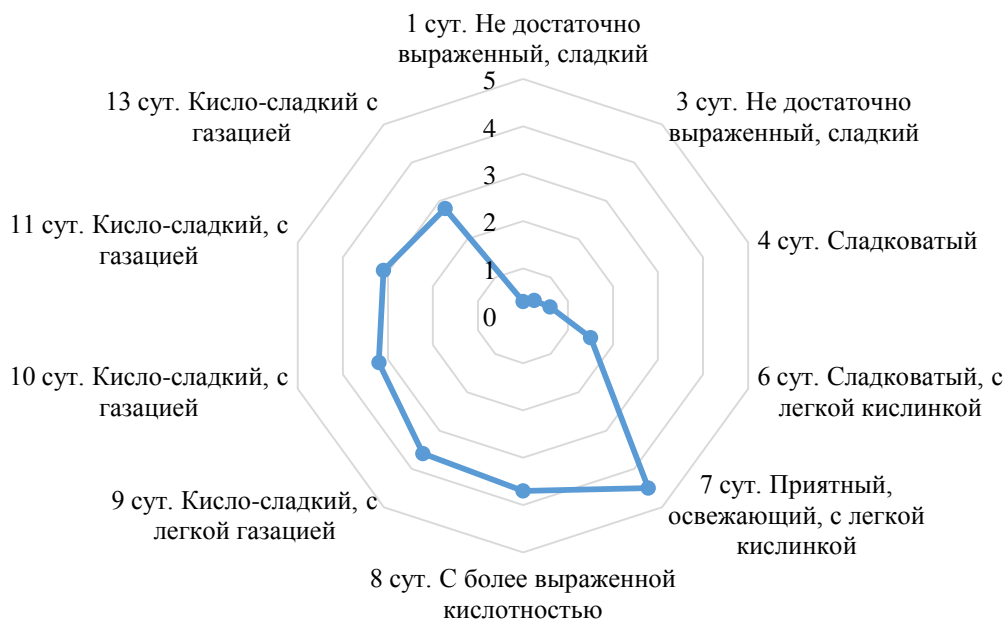 1 сут. Не достаточно
выраженный, сладкий
3 сут. Не достаточно
выраженный, сладкий
4 сут. Сладковатый
6 сут. Сладковатый, с
легкой кислинкой
7 сут. Приятный,
освежающий, с легкой
кислинкой
8 сут. С более выраженной
кислотностью
9 сут. Кисло-сладкий, с
легкой газацией
10 сут. Кисло-сладкий, с
газацией
11 сут. Кисло-сладкий, с
газацией
13 сут. Кисло-сладкий с
газацией
5
4
3
2
1
0